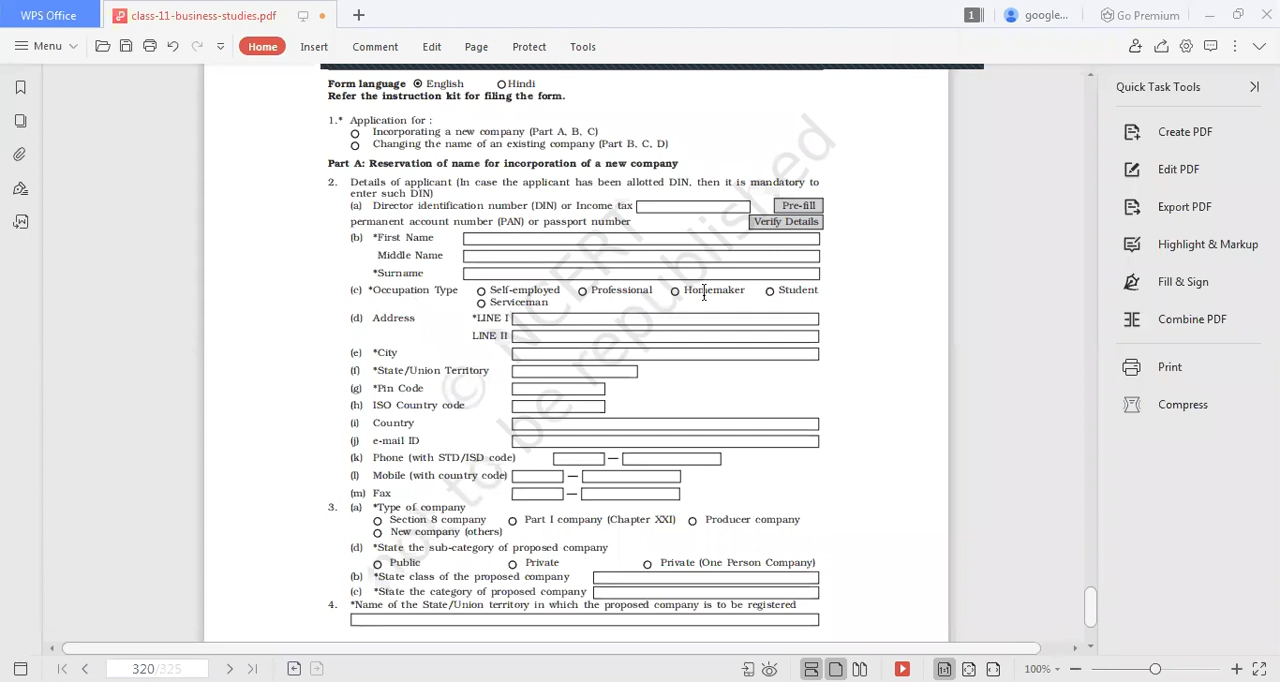 WPS Office
class-11-business-studies.pdf
1
google...
Go Premium
Menu
Home
Insert
Comment
Edit
Page
Protect
Tools
Form language English Hindi
Refer the instruction kit for filing the form.
1.* Application for :
Incorporating a new company (Part A, B, C)
Changing the name of an existing company (Part B, C, D)
Part A: Reservation of name for incorporation of a new company
2. Details of applicant (In case the applicant has been allotted DIN, then it is mandatory to
enter such DIN)
(a) Director identification number (DIN) or Income tax Pre-fill
permanent account number (PAN) or passport number Verify Details
(b) *First Name
Middle Name
*Surname
(c) *Occupation Type Self-employed Professional Homemaker Student
Serviceman
(d) Address *LINE I
LINE II
(e) *City
(f) *State/Union Territory
(g) *Pin Code
(h) ISO Country code
(i) Country
(j) e-mail ID
(k) Phone (with STD/ISD code) —
(l) Mobile (with country code) —
(m) Fax —
3. (a) *Type of company
Section 8 company Part I company (Chapter XXI) Producer company
New company (others)
(d) *State the sub-category of proposed company
Public Private Private (One Person Company)
(b) *State class of the proposed company
(c) *State the category of proposed company
4. *Name of the State/Union territory in which the proposed company is to be registered
© NCERT
not to be republished
Quick Task Tools
Create PDF
Edit PDF
Export PDF
Highlight & Markup
Fill & Sign
Combine PDF
Print
Compress
320/325
100%